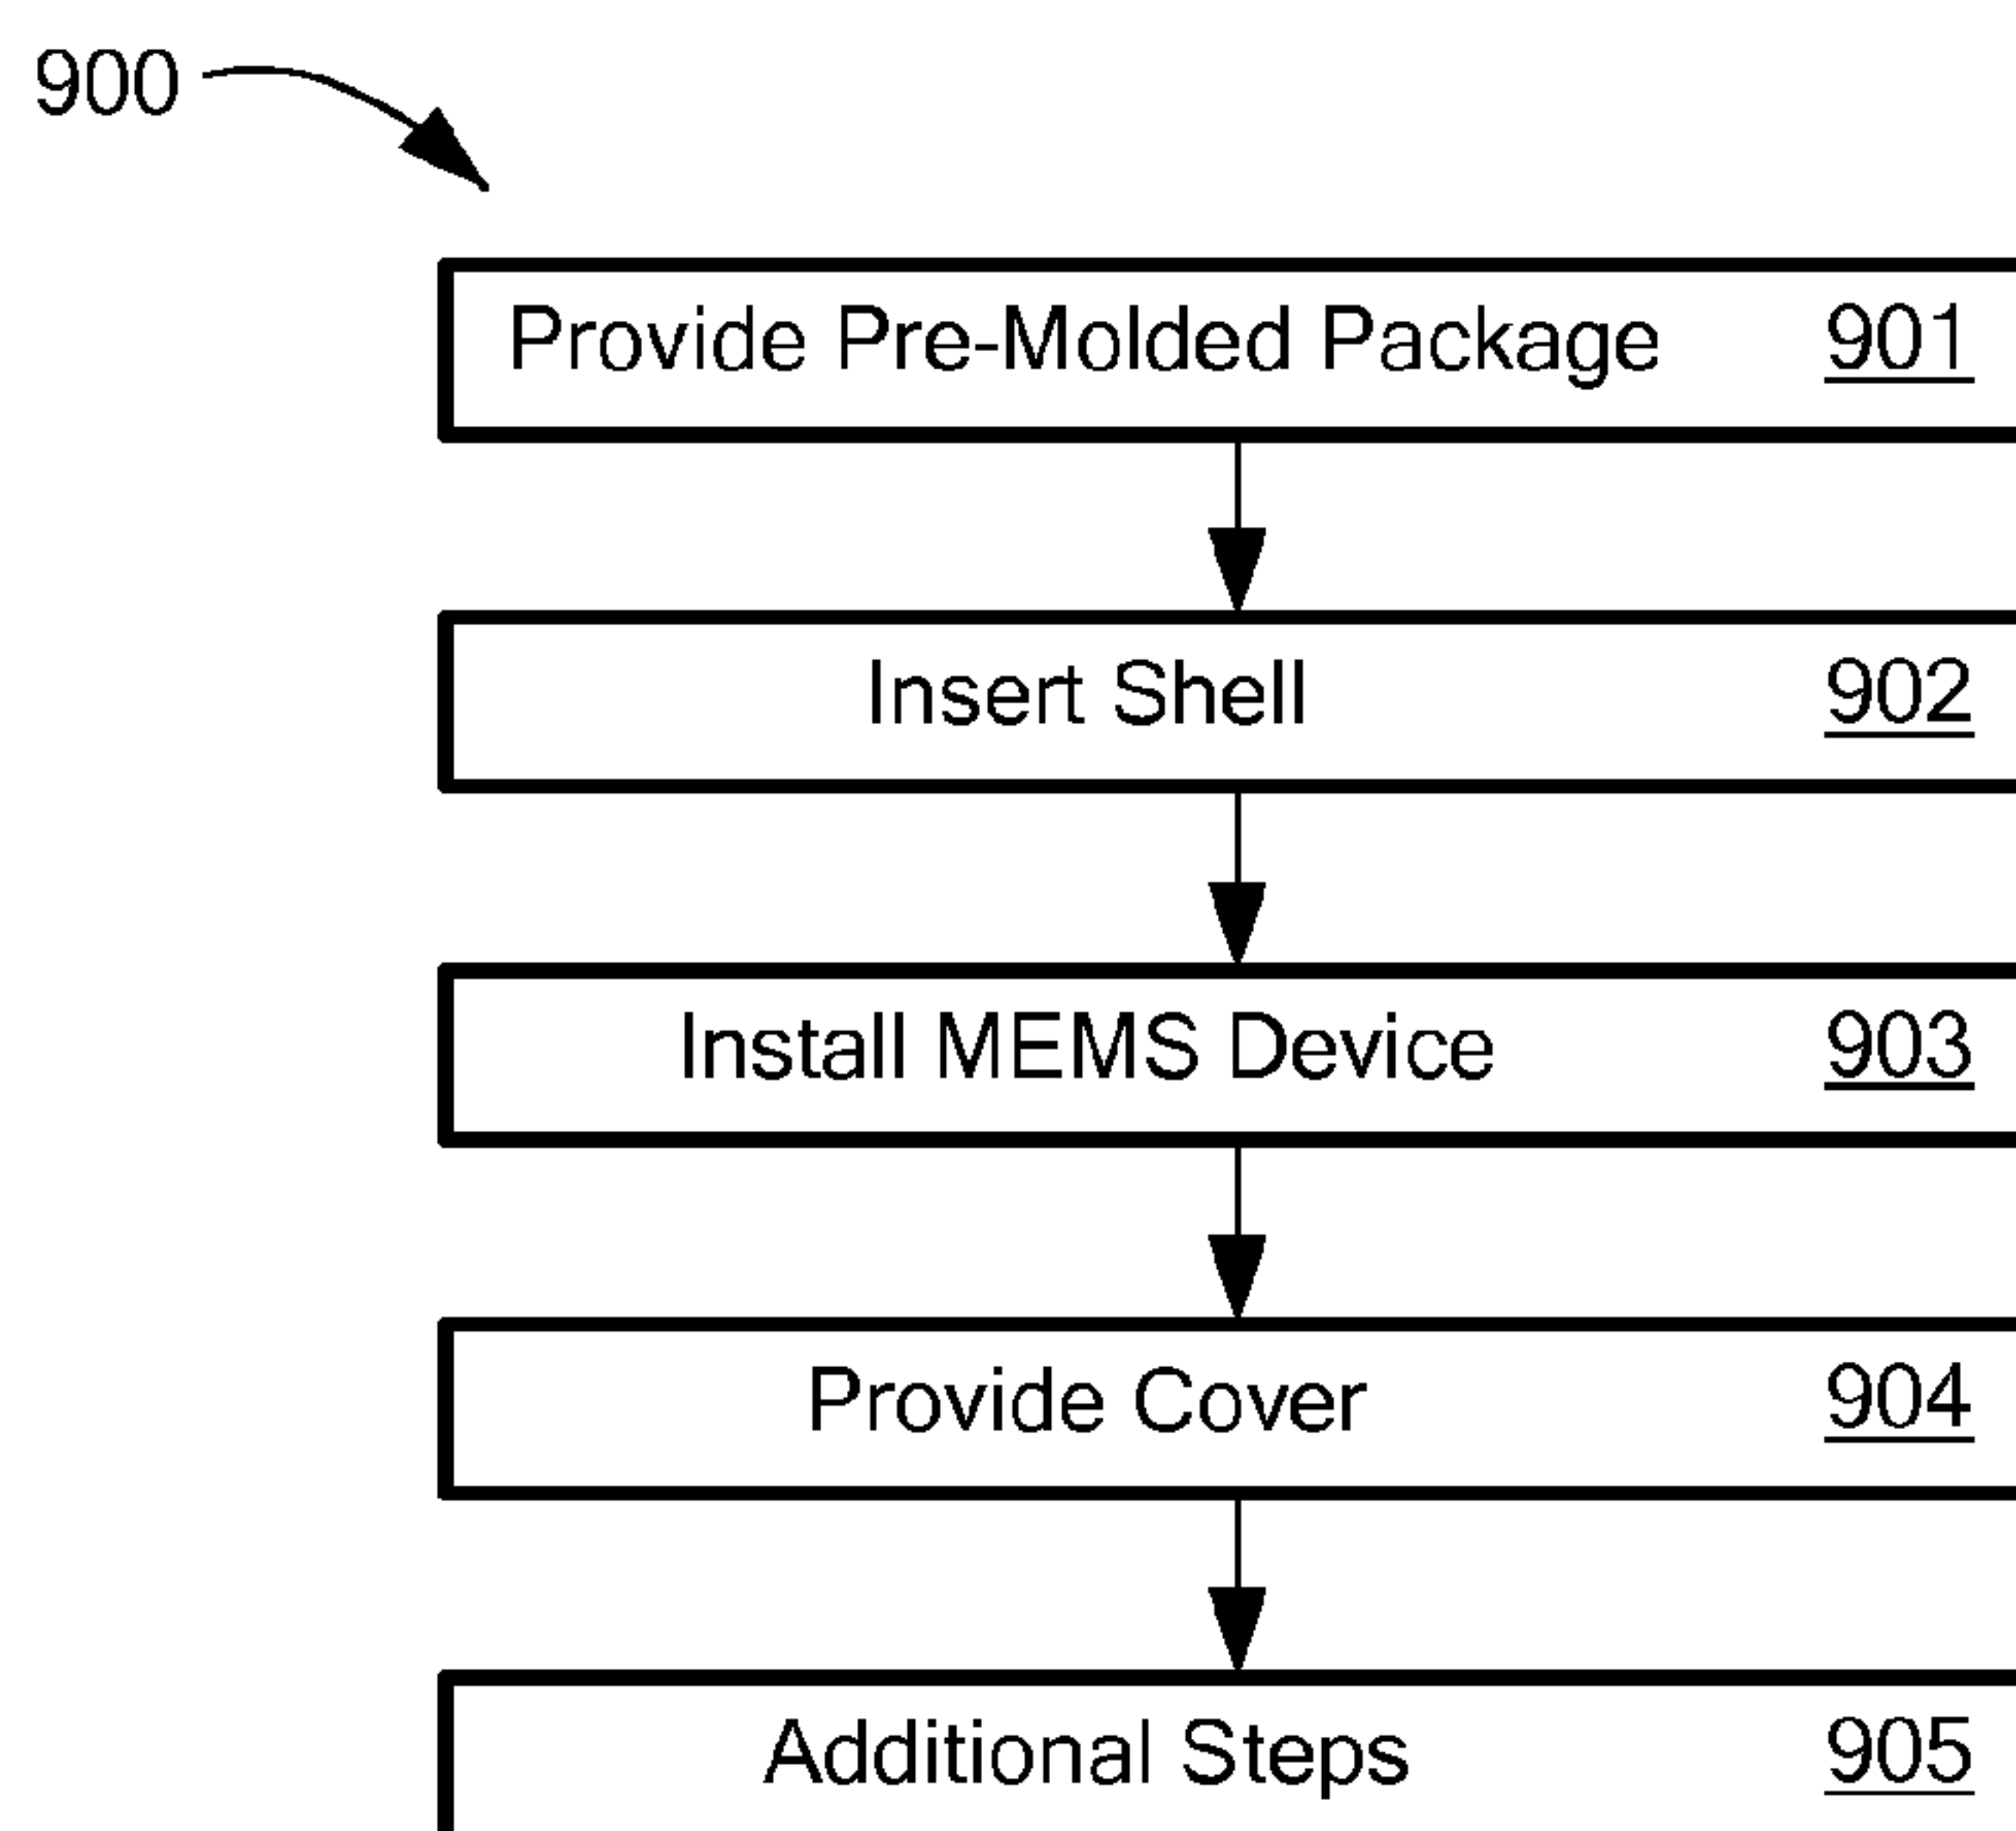 900
Provide Pre-Molded Package 901
Insert Shell 902
Install MEMS Device 903
Provide Cover 904
Additional Steps 905